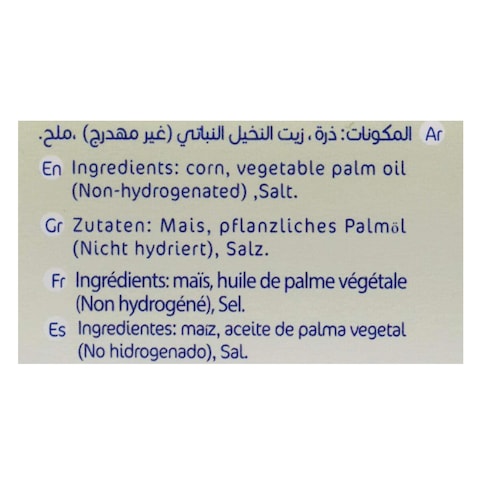 Ar المكونات: ذرة، زيت النخيل النباتي (غير مهدرج) ،ملح.
En Ingredients: corn, vegetable palm oil
(Non-hydrogenated) ,Salt.
Gr Zutaten: Mais, pflanzliches Palmöl
(Nicht hydriert), Salz.
Fr Ingrédients: maïs, huile de palme végétale
(Non hydrogéné), Sel.
Es Ingredientes: maíz, aceite de palma vegetal
(No hidrogenado), Sal.